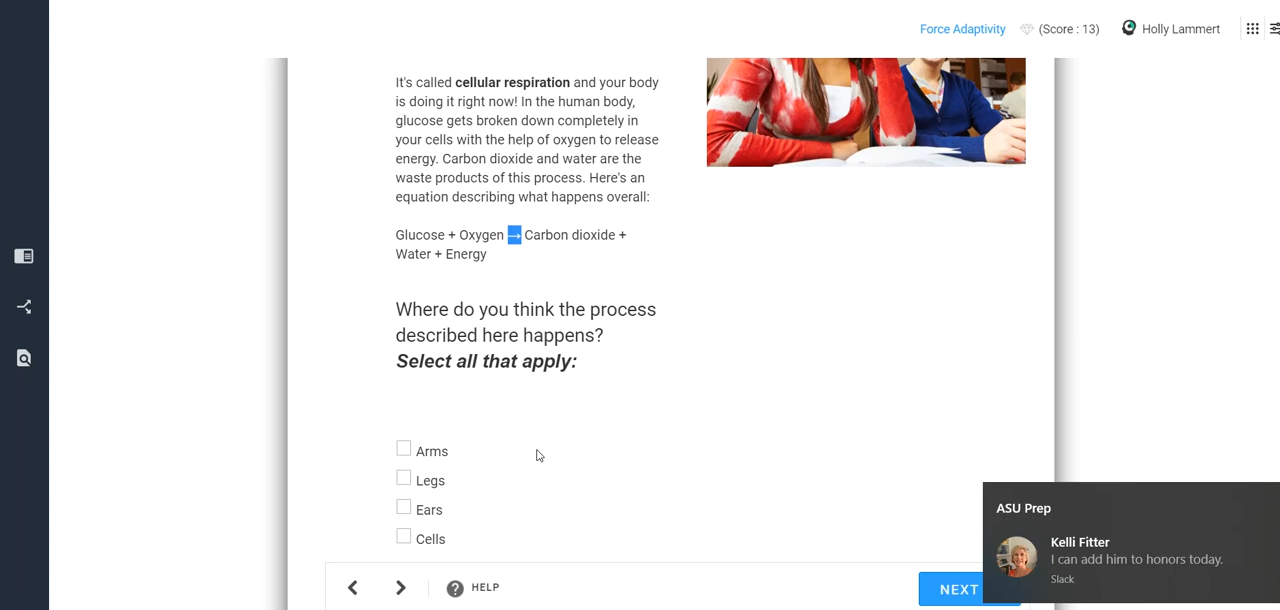 Force Adaptivity (Score : 13) Holly Lammert
It's called cellular respiration and your body
is doing it right now! In the human body,
glucose gets broken down completely in
your cells with the help of oxygen to release
energy. Carbon dioxide and water are the
waste products of this process. Here's an
equation describing what happens overall:
Glucose + Oxygen → Carbon dioxide +
Water + Energy
Where do you think the process
described here happens?
Select all that apply:
Arms
Legs
Ears
Cells
HELP
NEXT
ASU Prep
Kelli Fitter
I can add him to honors today.
Slack